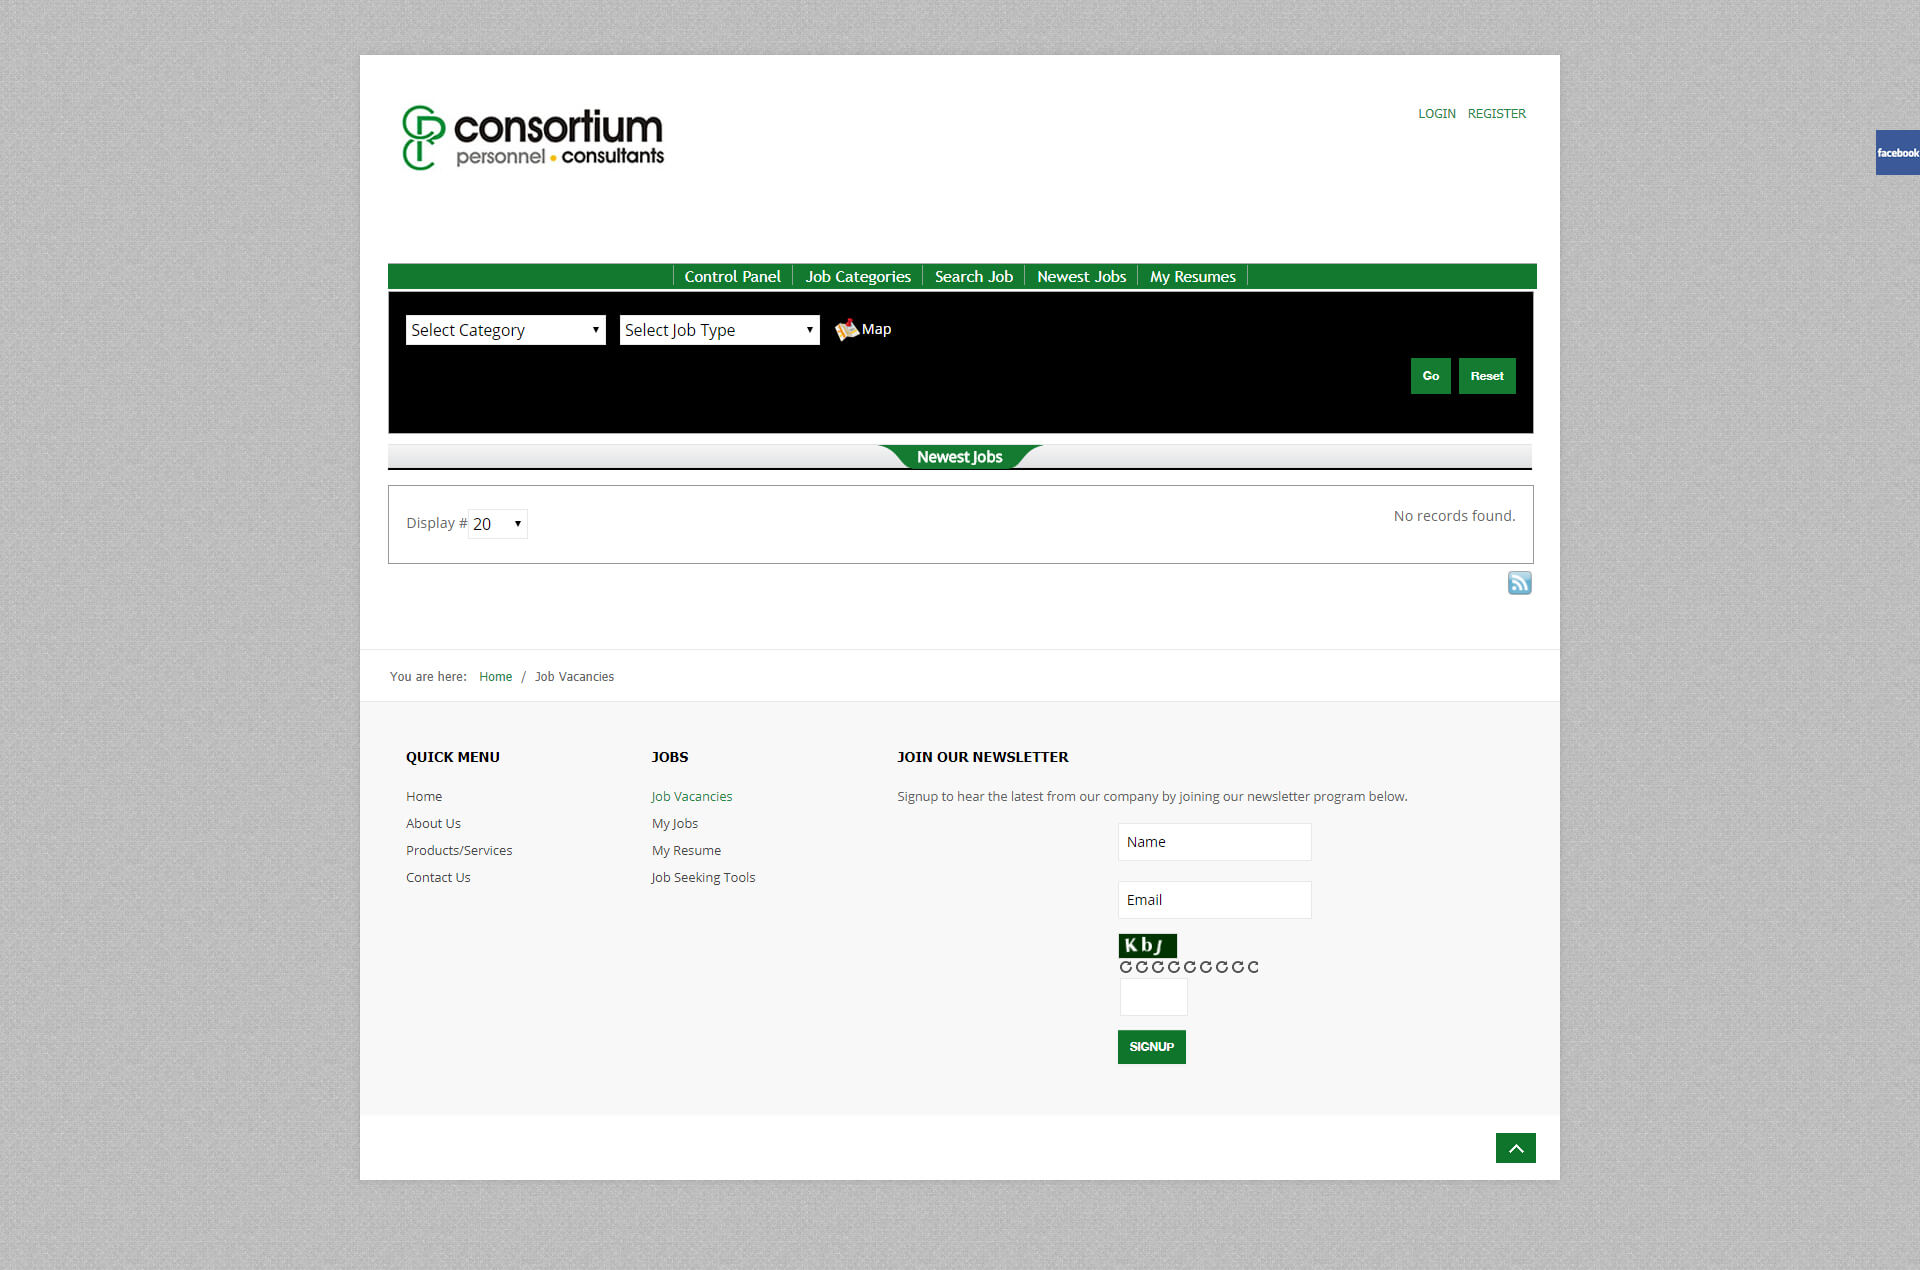 consortium
personnel • consultants
LOGIN REGISTER
facebook
Control Panel Job Categories Search Job Newest Jobs My Resumes
Select Category Select Job Type Map
Go Reset
Newest Jobs
Display # 20 No records found.
You are here: Home / Job Vacancies
QUICK MENU JOBS JOIN OUR NEWSLETTER
Home Job Vacancies Signup to hear the latest from our company by joining our newsletter program below.
About Us My Jobs
Name
Products/Services My Resume
Contact Us Job Seeking Tools
Email
SIGNUP